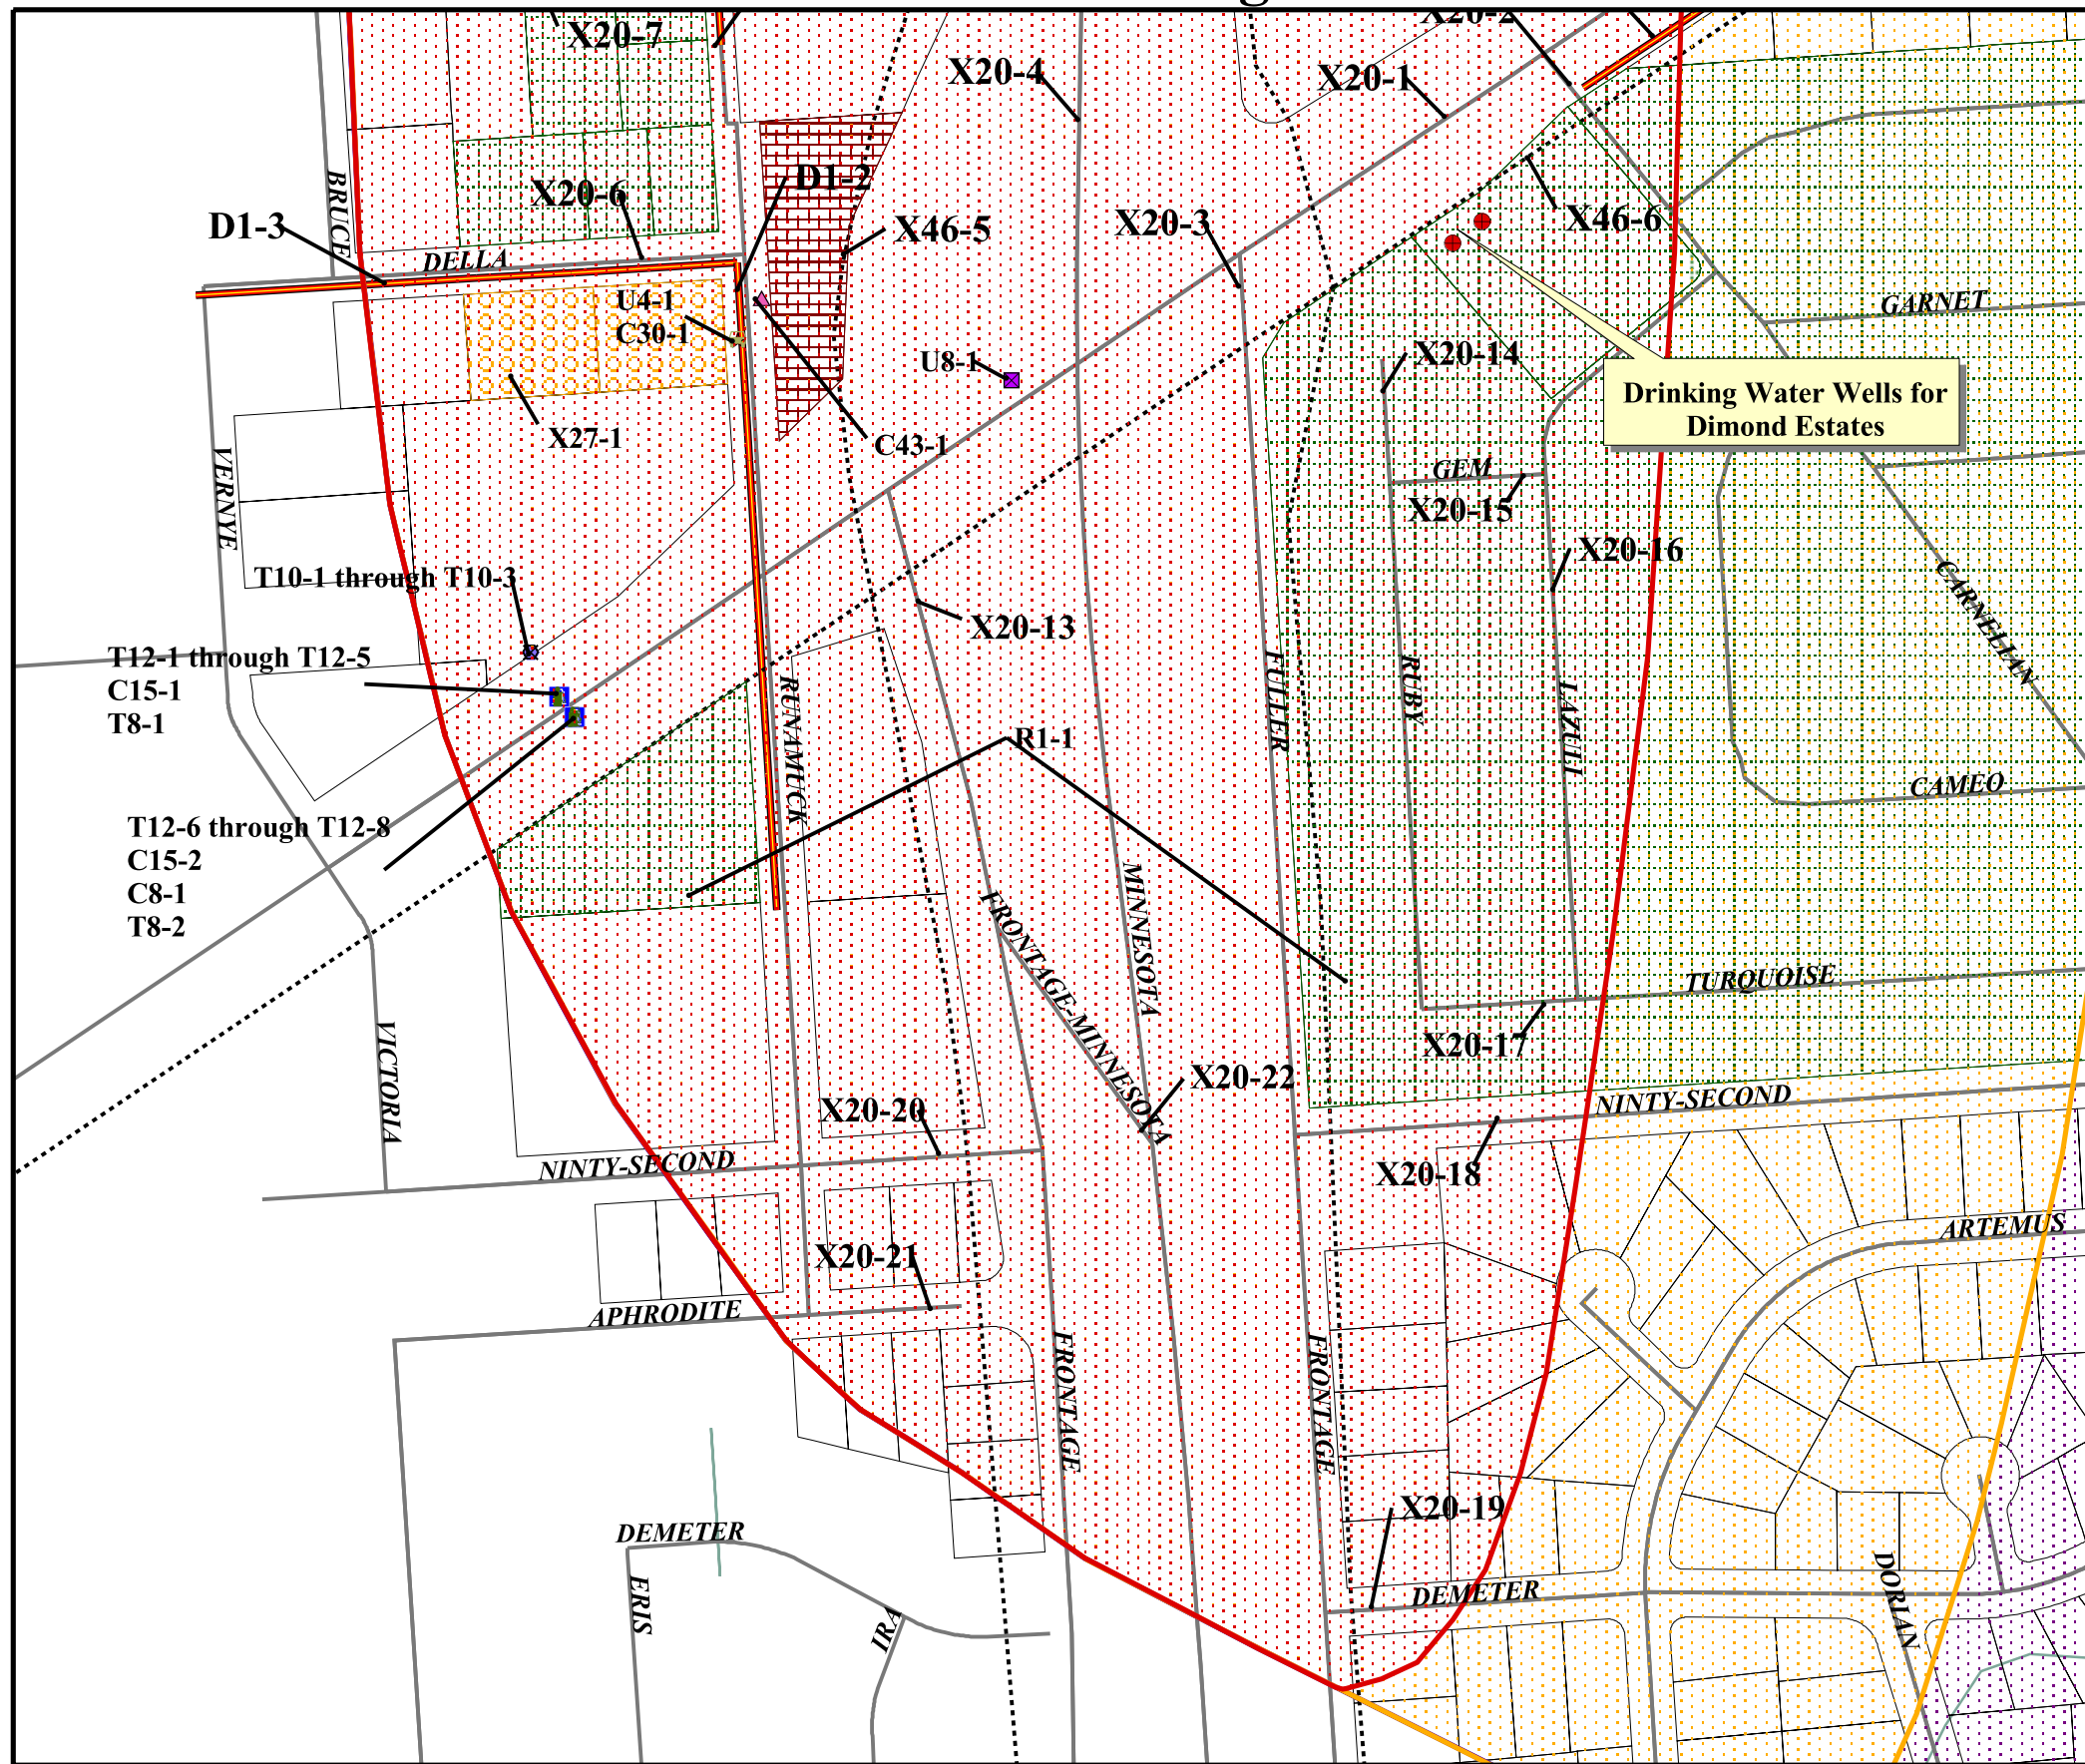 X20-7
X20-2
X20-4
X20-1
BRUCE
X20-6
D1-2
D1-3
X46-5
X20-3
X46-6
DELLA
U4-1
C30-1
GARNET
U8-1
X20-14
Drinking Water Wells for
Dimond Estates
X27-1
C43-1
VERNYE
GEM
X20-15
X20-16
T10-1 through T10-3
CARNELIAN
X20-13
T12-1 through T12-5
C15-1
T8-1
RUNAMUCK
FULLER
RUBY
LAZULI
R1-1
CAMEO
T12-6 through T12-8
C15-2
C8-1
T8-2
MINNESOTA
FRONTAGE-MINNESOTA
TURQUOISE
VICTORIA
X20-17
X20-22
X20-20
NINTY-SECOND
NINTY-SECOND
X20-18
ARTEMUS
X20-21
APHRODITE
FRONTAGE
FRONTAGE
X20-19
DEMETER
DEMETER
ERIS
IRA
DORIAN